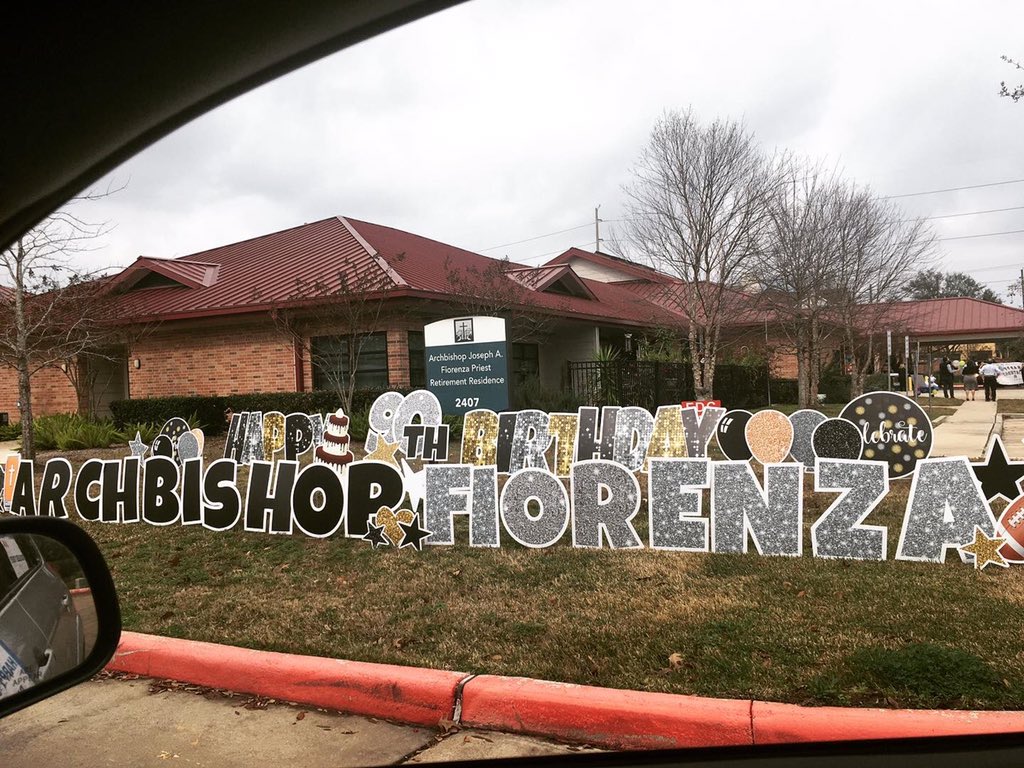 Archbishop Joseph A.
Fiorenza Priest
Retirement Residence
2407
HAPPY 90TH BIRTHDAY
Celebrate
ARCHBISHOP FIORENZA